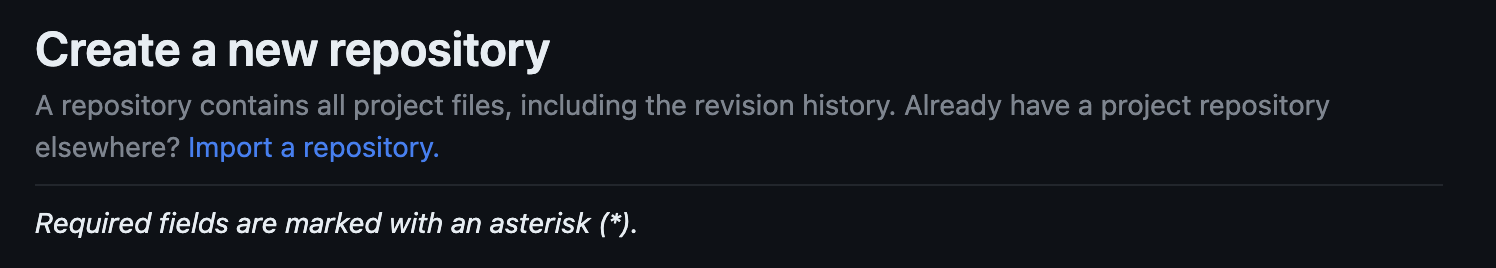 Create a new repository
A repository contains all project files, including the revision history. Already have a project repository
elsewhere? Import a repository.
Required fields are marked with an asterisk (*).